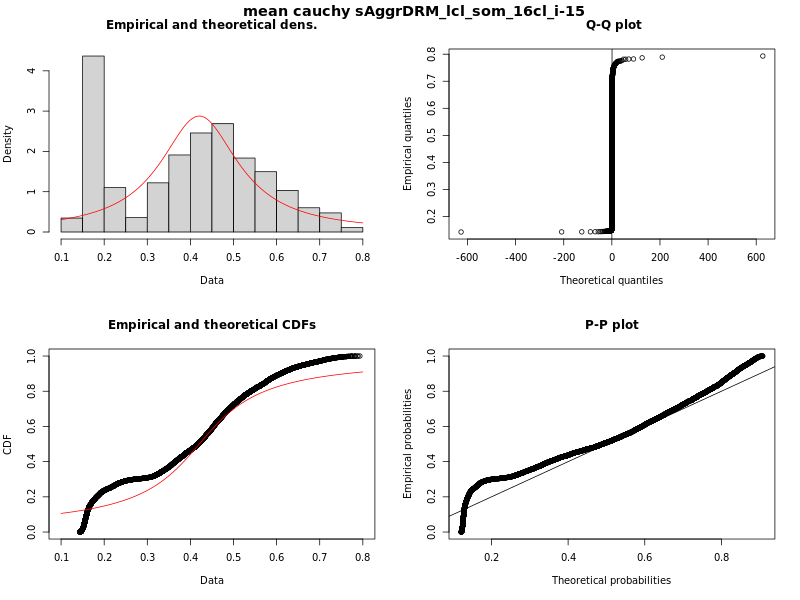 mean cauchy sAggrDRM_lcl_som_16cl_i-15
Empirical and theoretical dens.
Density
0 1 2 3 4
0.1 0.2 0.3 0.4 0.5 0.6 0.7 0.8
Data
Q-Q plot
Empirical quantiles
0.2 0.3 0.4 0.5 0.6 0.7 0.8
-600 -400 -200 0 200 400 600
Theoretical quantiles
Empirical and theoretical CDFs
CDF
0.0 0.2 0.4 0.6 0.8 1.0
0.1 0.2 0.3 0.4 0.5 0.6 0.7 0.8
Data
P-P plot
Empirical probabilities
0.0 0.2 0.4 0.6 0.8 1.0
0.2 0.4 0.6 0.8
Theoretical probabilities